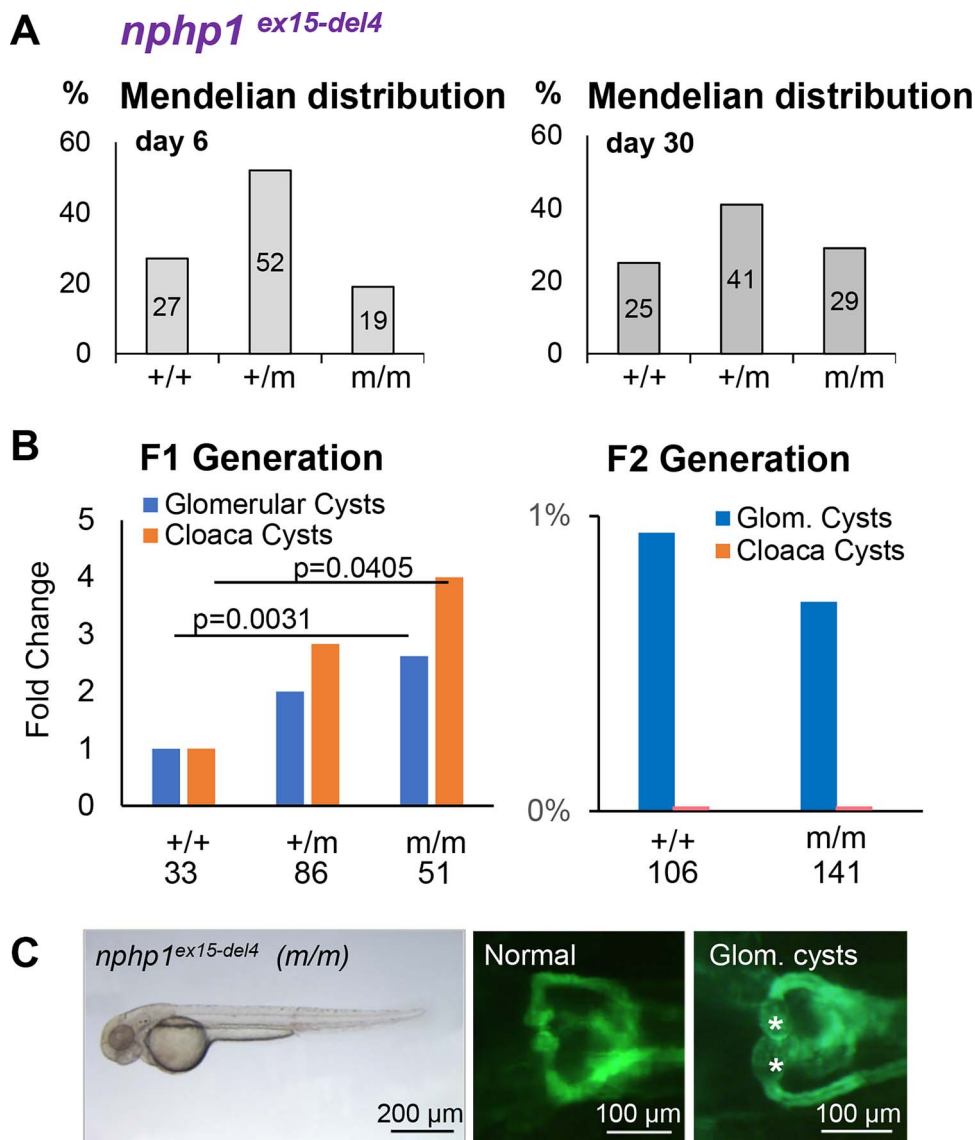 A nphp1 ex15-del4
% Mendelian distribution
day 6
60
40
20
0
27
52
19
+/+ +/m m/m
% Mendelian distribution
day 30
60
40
20
0
25
41
29
+/+ +/m m/m
B
F1 Generation
Glomerular Cysts
Cloaca Cysts
Fold Change
5
4
3
2
1
0
p=0.0405
p=0.0031
+/+ +/m m/m
33 86 51
F2 Generation
1%
0%
Glom. Cysts
Cloaca Cysts
+/+ m/m
106 141
C
nphp1ex15-del4 (m/m)
200 µm
Normal
100 µm
Glom. cysts
*
*
100 µm